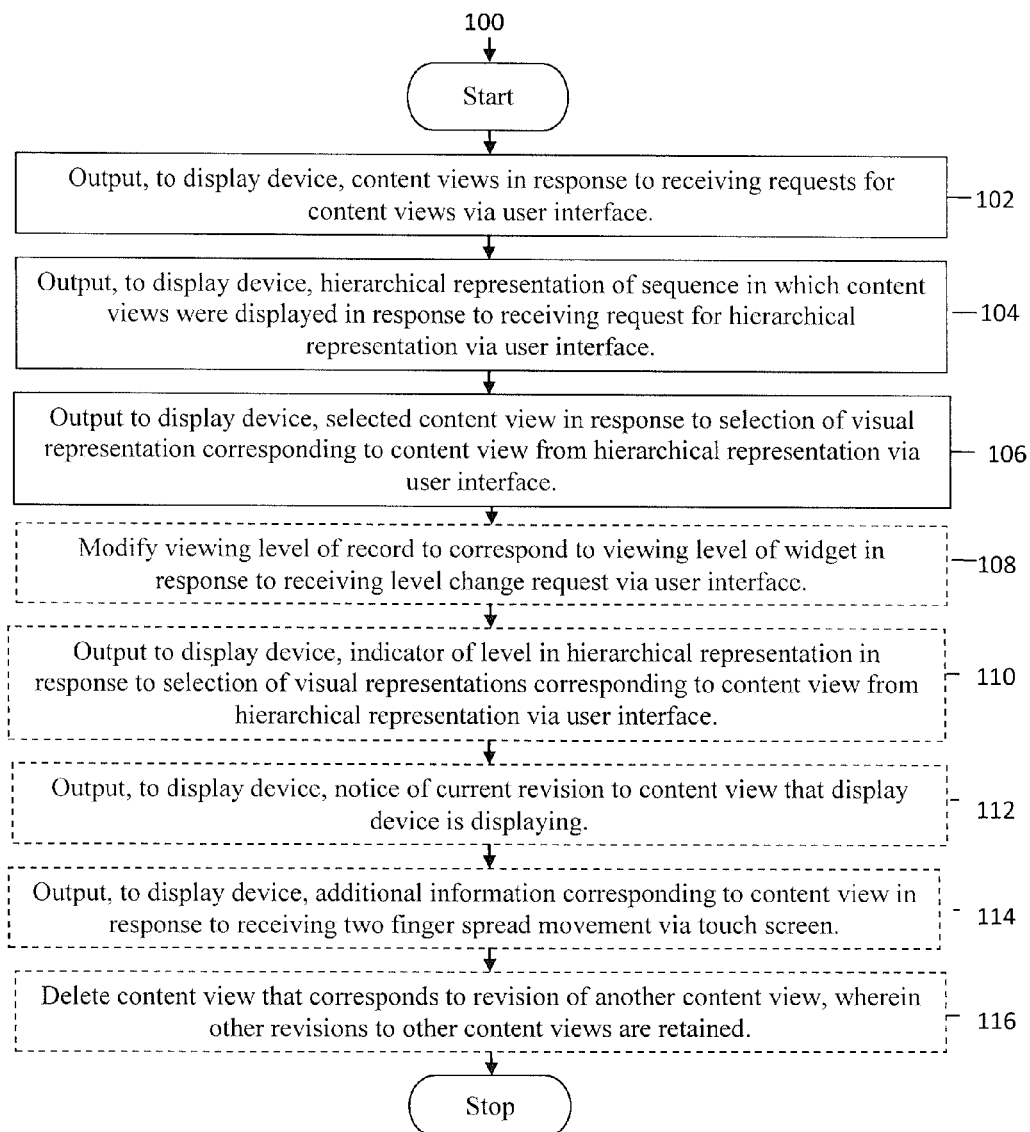 100
Start
Output, to display device, content views in response to receiving requests for
content views via user interface.
102
Output, to display device, hierarchical representation of sequence in which content
views were displayed in response to receiving request for hierarchical
representation via user interface.
104
Output to display device, selected content view in response to selection of visual
representation corresponding to content view from hierarchical representation via
user interface.
106
Modify viewing level of record to correspond to viewing level of widget in
response to receiving level change request via user interface.
108
Output to display device, indicator of level in hierarchical representation in
response to selection of visual representations corresponding to content view from
hierarchical representation via user interface.
110
Output, to display device, notice of current revision to content view that display
device is displaying.
112
Output, to display device, additional information corresponding to content view in
response to receiving two finger spread movement via touch screen.
114
Delete content view that corresponds to revision of another content view, wherein
other revisions to other content views are retained.
116
Stop